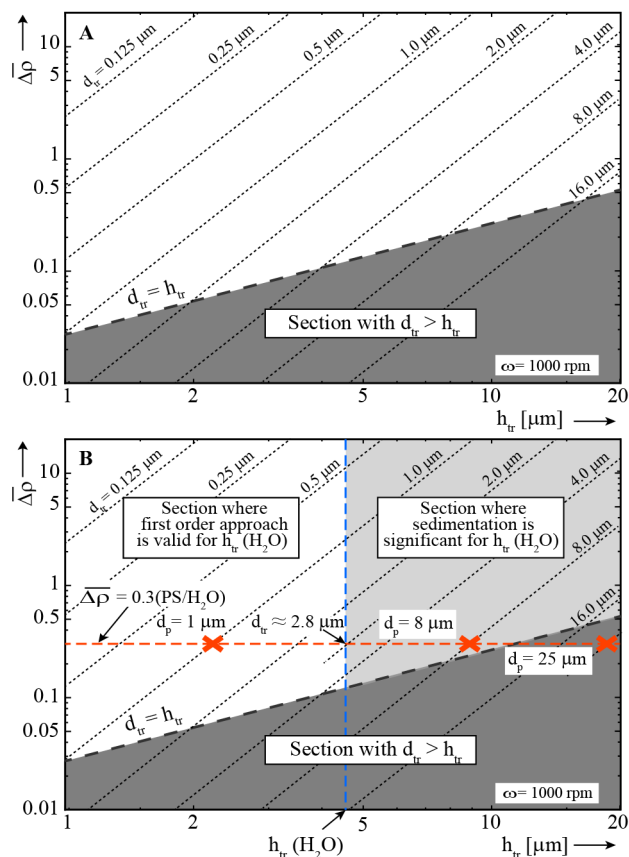 A
Δρ
d_tr = 0.125 μm
0.25 μm
0.5 μm
1.0 μm
2.0 μm
4.0 μm
8.0 μm
16.0 μm
10
5
1
0.5
0.1
0.05
0.01
d_tr = h_tr
Section with d_tr > h_tr
ω= 1000 rpm
1
2
5
10
20
h_tr [μm]
B
Δρ
d_tr = 0.125 μm
0.25 μm
0.5 μm
1.0 μm
2.0 μm
4.0 μm
8.0 μm
16.0 μm
10
5
1
0.5
0.1
0.05
0.01
Section where
first order approach
is valid for h_tr (H₂O)
Section where
sedimentation is
significant for h_tr (H₂O)
Δρ = 0.3(PS/H₂O)
d_p = 1 μm
d_tr ≈ 2.8 μm
d_p = 8 μm
d_p = 25 μm
d_tr = h_tr
Section with d_tr > h_tr
ω= 1000 rpm
1
2
5
10
20
h_tr (H₂O)
h_tr [μm]